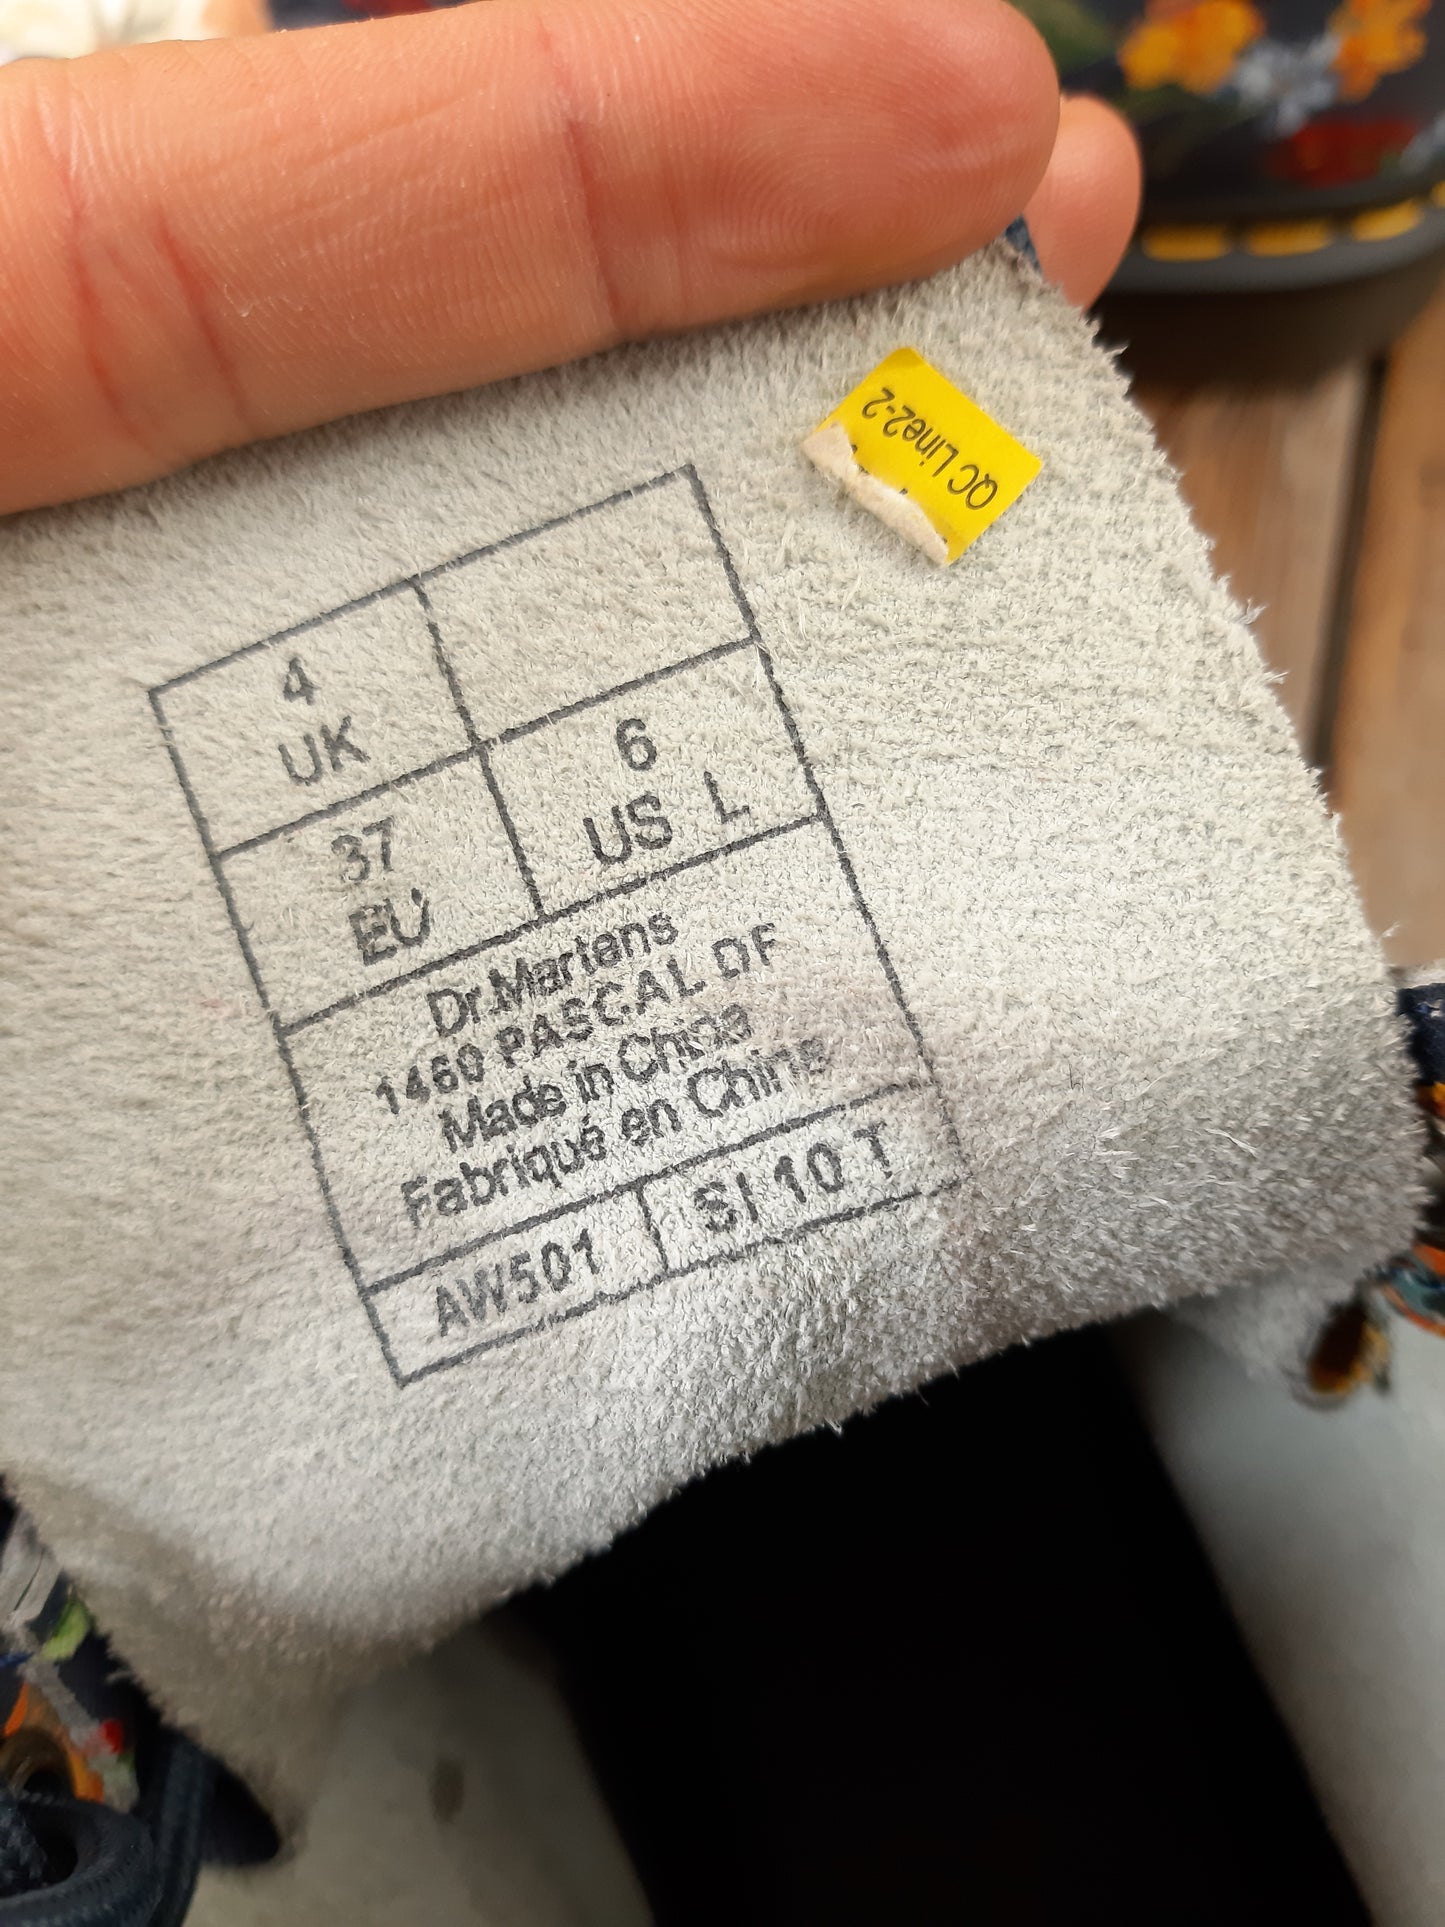 QC Line2-2
4
UK
6
US L
37
EU
Dr.Martens
1460 PASCAL DF
Made in China
Fabriqué en Chine
AW501
SI 10 T